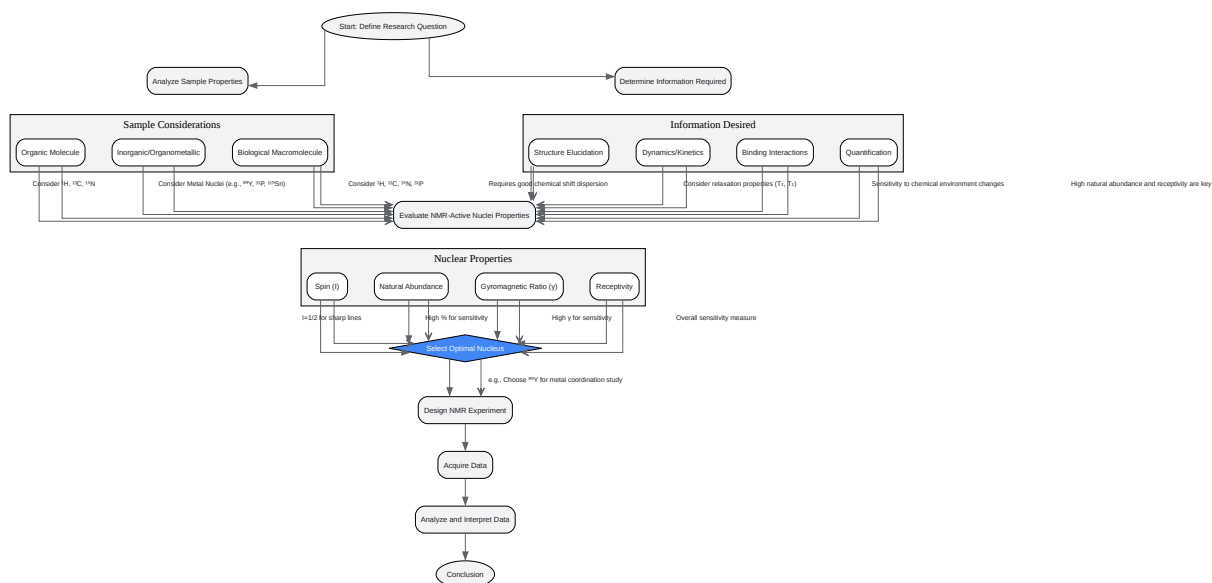 Start: Define Research Question
Analyze Sample Properties
Determine Information Required
Sample Considerations
Information Desired
Organic Molecule
Inorganic/Organometallic
Biological Macromolecule
Structure Elucidation
Dynamics/Kinetics
Binding Interactions
Quantification
Consider ¹H, ¹³C, ¹⁵N
Consider Metal Nuclei (e.g., ⁸⁹Y, ³¹P, ¹¹⁹Sn)
Consider ¹H, ¹³C, ¹⁵N, ³¹P
Requires good chemical shift dispersion
Consider relaxation properties (T₁, T₂)
Sensitivity to chemical environment changes
High natural abundance and receptivity are key
Evaluate NMR-Active Nuclei Properties
Nuclear Properties
Spin (I)
Natural Abundance
Gyromagnetic Ratio (γ)
Receptivity
I=1/2 for sharp lines
High % for sensitivity
High γ for sensitivity
Overall sensitivity measure
Select Optimal Nucleus
e.g., Choose ⁸⁹Y for metal coordination study
Design NMR Experiment
Acquire Data
Analyze and Interpret Data
Conclusion